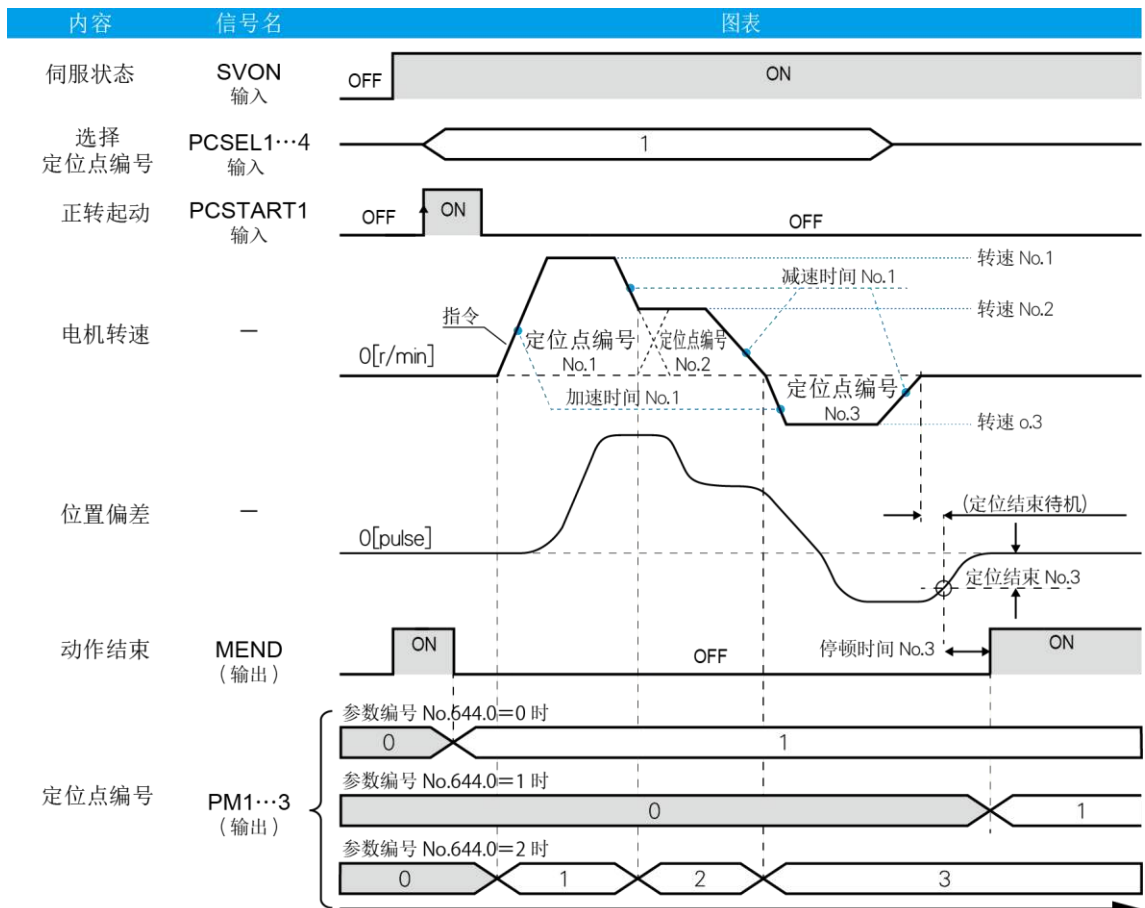 内容 信号名 图表
伺服状态 SVON 输入 OFF ON
选择 定位点编号 PCSEL1…4 输入 1
正转起动 PCSTART1 输入 OFF ON OFF
转速 No.1
减速时间 No.1
转速 No.2
指令
电机转速 — 0[r/min]
定位点编号 No.1
定位点编号 No.2
加速时间 No.1
定位点编号 No.3
转速 o.3
位置偏差 — 0[pulse]
(定位结束待机)
定位结束 No.3
动作结束 MEND (输出) ON OFF 停顿时间 No.3 ON
定位点编号 PM1…3 (输出)
参数编号 No.644.0=0 时
0 1
参数编号 No.644.0=1 时
0 1
参数编号 No.644.0=2 时
0 1 2 3